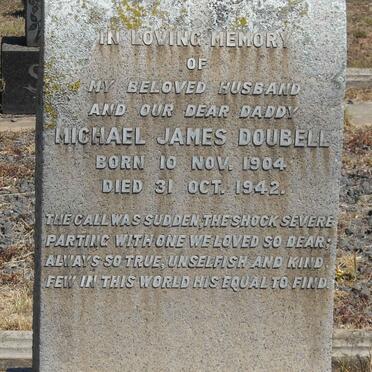 IN LOVING MEMORY
OF
MY BELOVED HUSBAND
AND OUR DEAR DADDY
MICHAEL JAMES DOUBELL
BORN 10 NOV. 1904
DIED 31 OCT. 1942.
THE CALL WAS SUDDEN, THE SHOCK SEVERE
PARTING WITH ONE WE LOVED SO DEAR;
ALWAYS SO TRUE, UNSELFISH AND KIND
FEW IN THIS WORLD HIS EQUAL TO FIND.